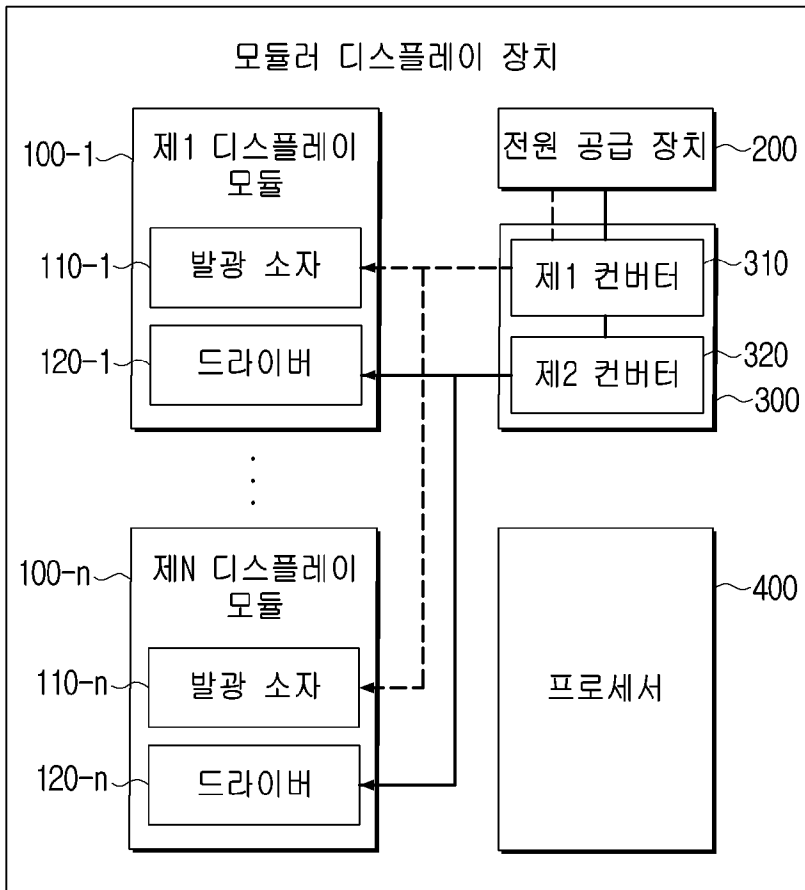 모듈러 디스플레이 장치
100-1
제1 디스플레이
모듈
110-1
발광 소자
120-1
드라이버
전원 공급 장치
200
제1 컨버터
310
제2 컨버터
320
300
100-n
제N 디스플레이
모듈
110-n
발광 소자
120-n
드라이버
프로세서
400